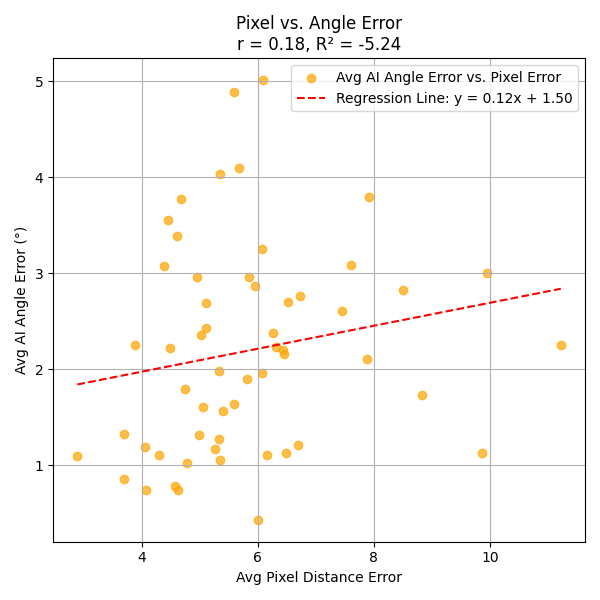 Pixel vs. Angle Error
r = 0.18, R² = -5.24
Avg AI Angle Error vs. Pixel Error
Regression Line: y = 0.12x + 1.50
Avg AI Angle Error (°)
5
4
3
2
1
4 6 8 10
Avg Pixel Distance Error